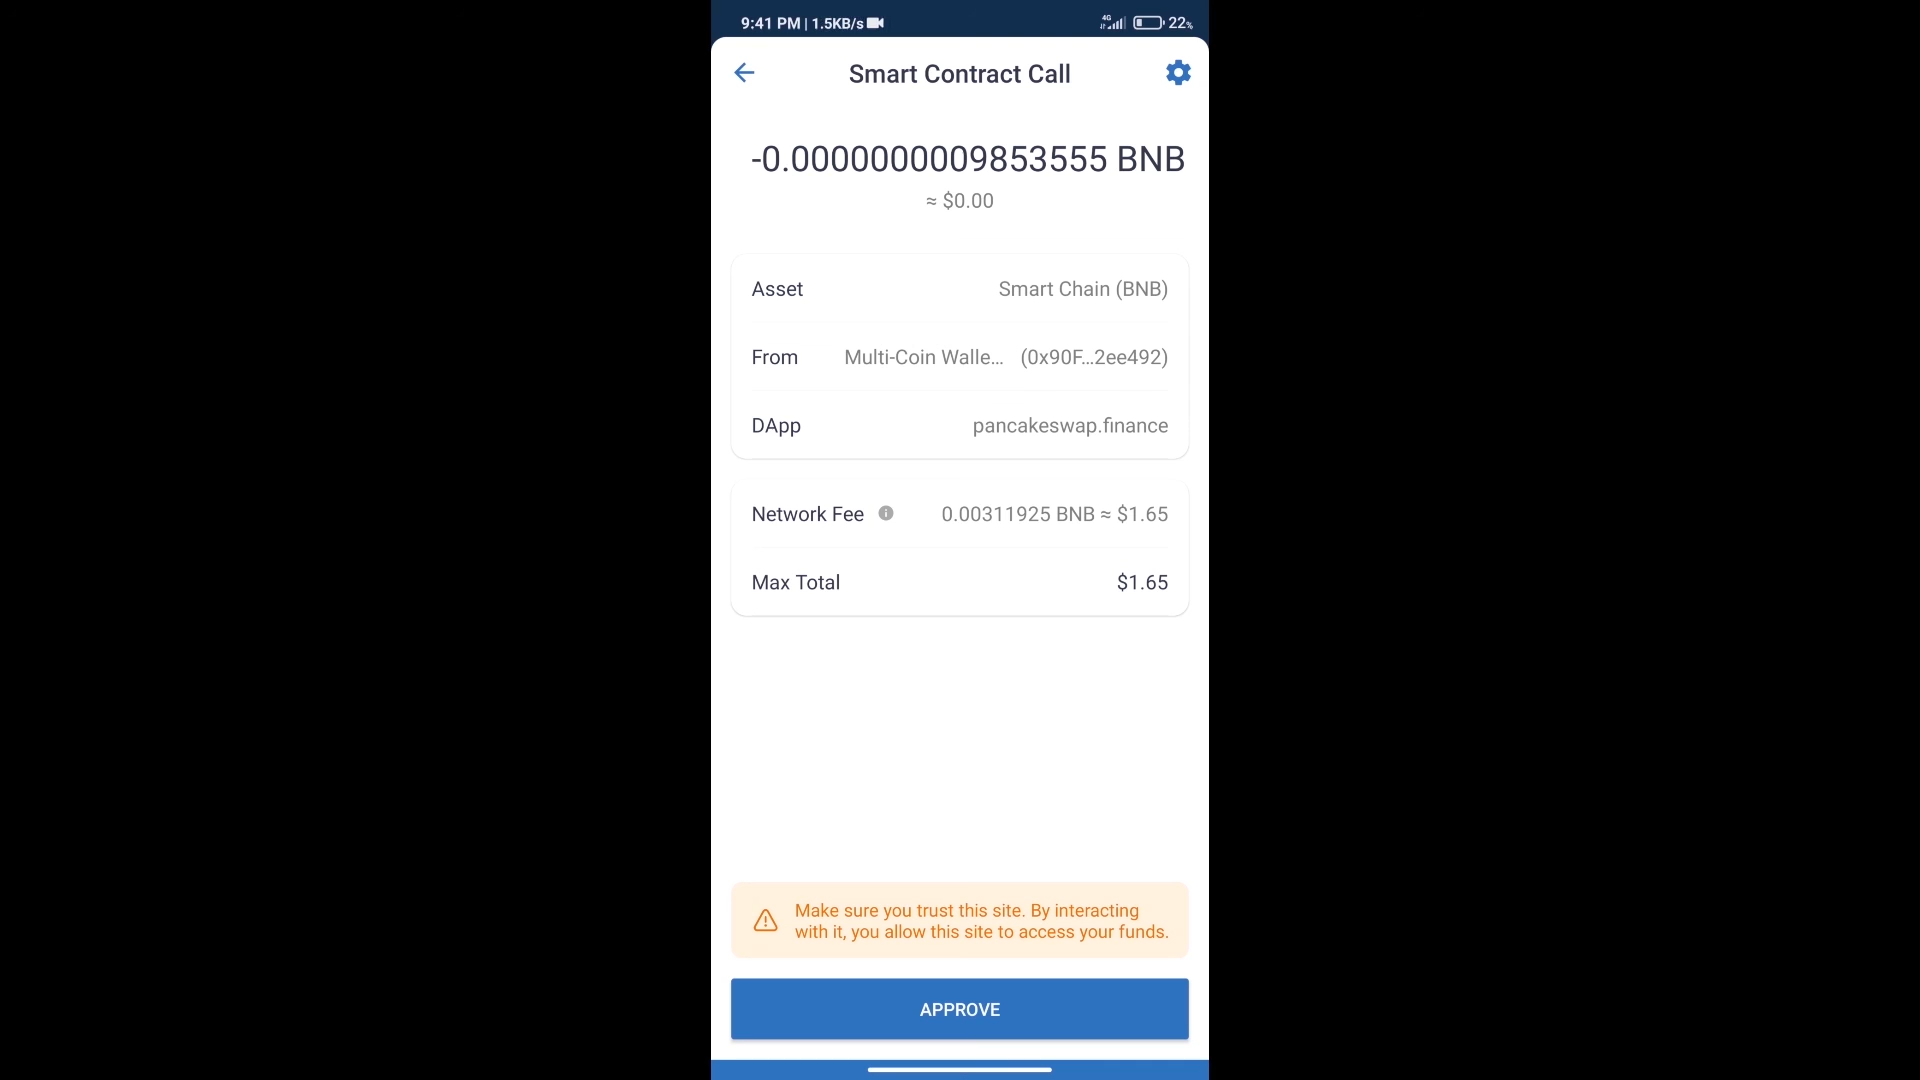 9:41 PM | 1.5KB/s 4G 22%
Smart Contract Call
-0.0000000009853555 BNB
≈ $0.00
Asset Smart Chain (BNB)
From Multi-Coin Walle... (0x90F...2ee492)
DApp pancakeswap.finance
Network Fee 0.00311925 BNB ≈ $1.65
Max Total $1.65
Make sure you trust this site. By interacting
with it, you allow this site to access your funds.
APPROVE